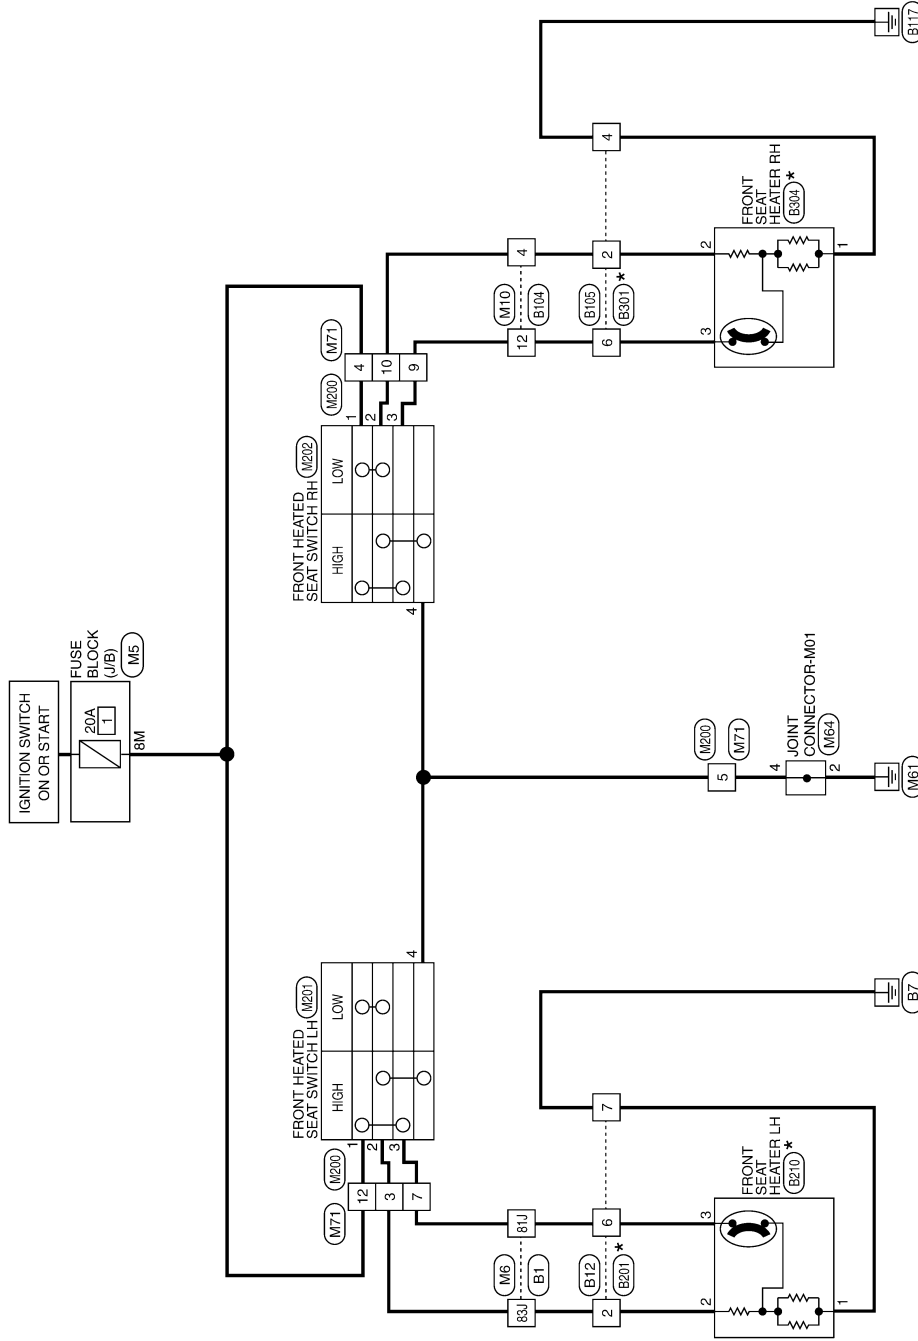 IGNITION SWITCH
ON OR START
FUSE
BLOCK
(J/B)
M5
20A
1
8M
FRONT HEATED
SEAT SWITCH LH
M201
HIGH
LOW
1
2
3
4
M200
M71
12
3
7
FRONT HEATED
SEAT SWITCH RH
M202
HIGH
LOW
1
2
3
4
M200
M71
4
10
9
M6
B1
83J
81J
B12
B201
*
2
6
7
FRONT
SEAT
HEATER LH
B210
*
2
3
1
B7
M200
M71
5
JOINT
CONNECTOR-M01
M64
4
2
M61
M10
B104
12
4
B105
B301
*
6
2
4
FRONT
SEAT
HEATER RH
B304
*
3
2
1
B117